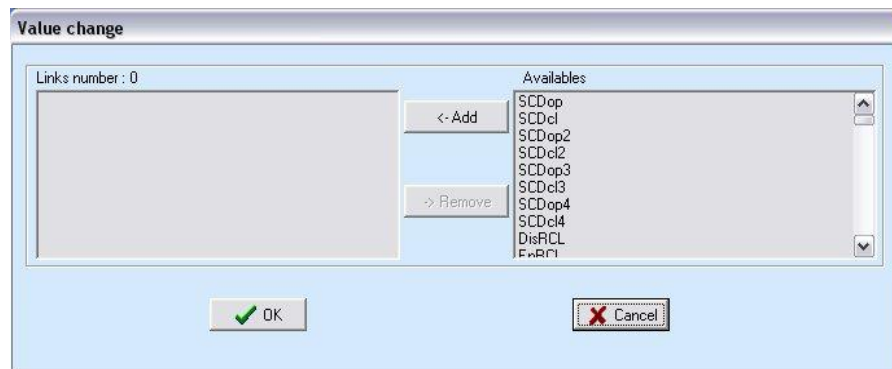 Value change
Links number : 0
Availables
<- Add
-> Remove
SCDop
SCDcl
SCDop2
SCDcl2
SCDop3
SCDcl3
SCDop4
SCDcl4
DisRCL
EnRCL
OK
Cancel